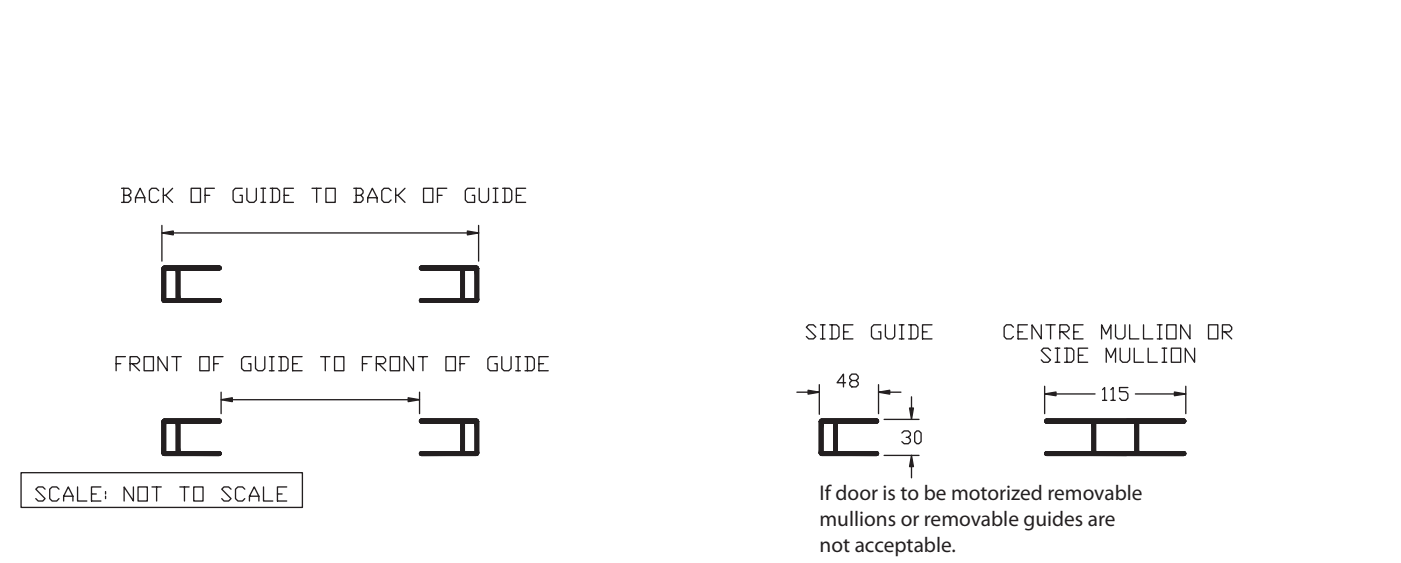 BACK OF GUIDE TO BACK OF GUIDE
FRONT OF GUIDE TO FRONT OF GUIDE
SCALE: NOT TO SCALE
SIDE GUIDE
48
30
CENTRE MULLION OR
SIDE MULLION
115
If door is to be motorized removable
mullions or removable guides are
not acceptable.